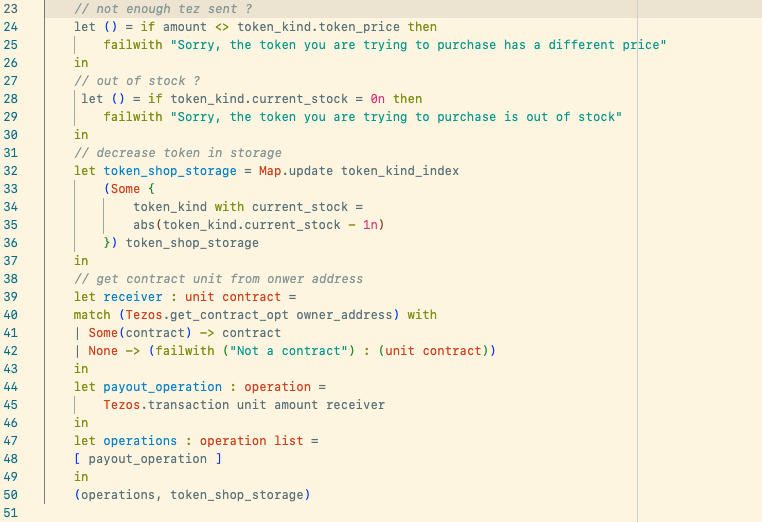 23 // not enough tez sent ?
24 let () = if amount <> token_kind.token_price then
25 failwith "Sorry, the token you are trying to purchase has a different price"
26 in
27 // out of stock ?
28 let () = if token_kind.current_stock = 0n then
29 failwith "Sorry, the token you are trying to purchase is out of stock"
30 in
31 // decrease token in storage
32 let token_shop_storage = Map.update token_kind_index
33 (Some {
34 token_kind with current_stock =
35 abs(token_kind.current_stock - 1n)
36 }) token_shop_storage
37 in
38 // get contract unit from onwer address
39 let receiver : unit contract =
40 match (Tezos.get_contract_opt owner_address) with
41 | Some(contract) -> contract
42 | None -> (failwith ("Not a contract") : (unit contract))
43 in
44 let payout_operation : operation =
45 Tezos.transaction unit amount receiver
46 in
47 let operations : operation list =
48 [ payout_operation ]
49 in
50 (operations, token_shop_storage)
51